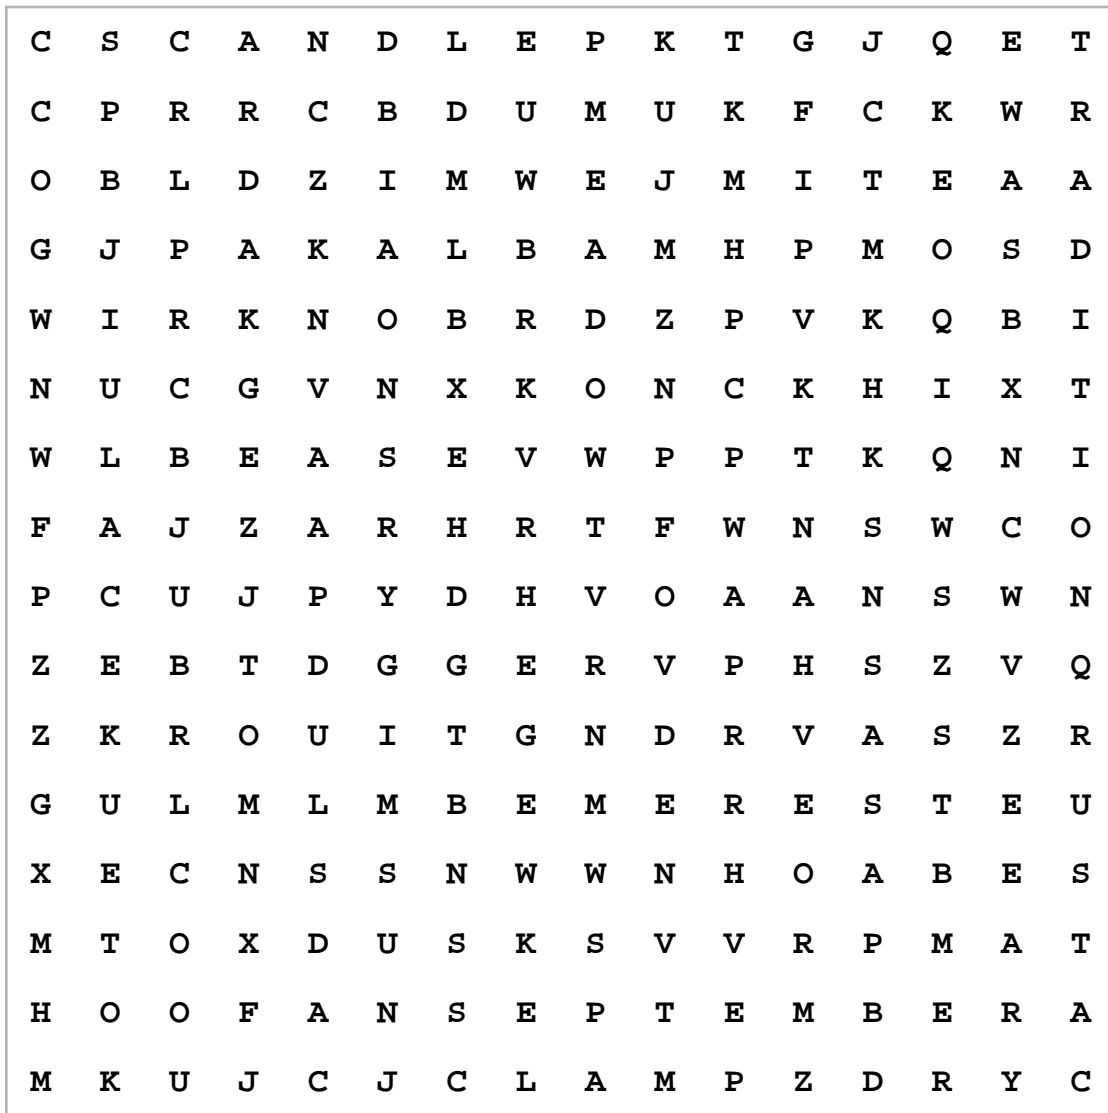 C S C A N D L E P K T G J Q E T
C P R R C B D U M U K F C K W R
O B L D Z I M W E J M I T E A A
G J P A K A L B A M H P M O S D
W I R K N O B R D Z P V K Q B I
N U C G V N X K O N C K H I X T
W L B E A S E V W P P T K Q N I
F A J Z A R H R T F W N S W C O
P C U J P Y D H V O A A N S W N
Z E B T D G G E R V P H S Z V Q
Z K R O U I T G N D R V A S Z R
G U L M L M B E M E R E S T E U
X E C N S S N W W N H O A B E S
M T O X D U S K S V V R P M A T
H O O F A N S E P T E M B E R A
M K U J C J C L A M P Z D R Y C